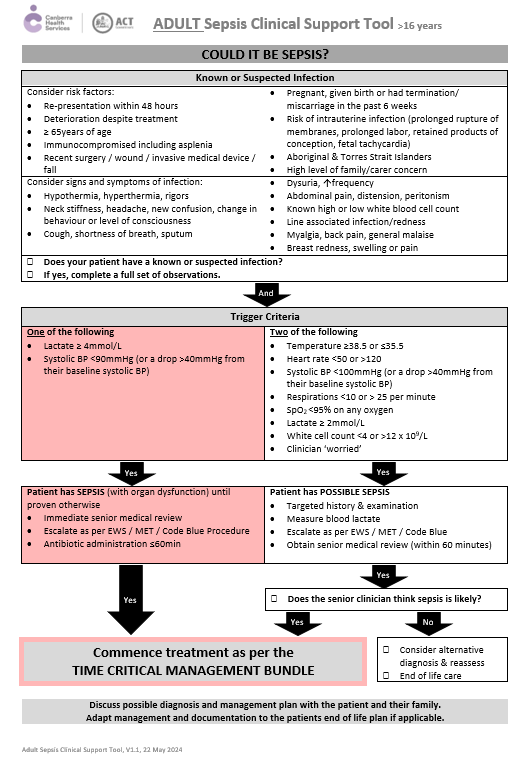 Canberra
Health
Services
ACT
Government
ADULT Sepsis Clinical Support Tool >16 years
COULD IT BE SEPSIS?
Known or Suspected Infection
Consider risk factors:
• Re-presentation within 48 hours
• Deterioration despite treatment
• ≥ 65years of age
• Immunocompromised including asplenia
• Recent surgery / wound / invasive medical device /
fall
• Pregnant, given birth or had termination/
miscarriage in the past 6 weeks
• Risk of intrauterine infection (prolonged rupture of
membranes, prolonged labor, retained products of
conception, fetal tachycardia)
• Aboriginal & Torres Strait Islanders
• High level of family/carer concern
Consider signs and symptoms of infection:
• Hypothermia, hyperthermia, rigors
• Neck stiffness, headache, new confusion, change in
behaviour or level of consciousness
• Cough, shortness of breath, sputum
• Dysuria, ↑frequency
• Abdominal pain, distension, peritonism
• Known high or low white blood cell count
• Line associated infection/redness
• Myalgia, back pain, general malaise
• Breast redness, swelling or pain
☐ Does your patient have a known or suspected infection?
☐ If yes, complete a full set of observations.
And
Trigger Criteria
One of the following
• Lactate ≥ 4mmol/L
• Systolic BP <90mmHg (or a drop >40mmHg from
their baseline systolic BP)
Two of the following
• Temperature ≥38.5 or ≤35.5
• Heart rate <50 or >120
• Systolic BP <100mmHg (or a drop >40mmHg from
their baseline systolic BP)
• Respirations <10 or > 25 per minute
• SpO₂ <95% on any oxygen
• Lactate ≥ 2mmol/L
• White cell count <4 or >12 x 10⁹/L
• Clinician ‘worried’
Yes
Yes
Patient has SEPSIS (with organ dysfunction) until
proven otherwise
• Immediate senior medical review
• Escalate as per EWS / MET / Code Blue Procedure
• Antibiotic administration ≤60min
Patient has POSSIBLE SEPSIS
• Targeted history & examination
• Measure blood lactate
• Escalate as per EWS / MET / Code Blue
• Obtain senior medical review (within 60 minutes)
Yes
Yes
☐ Does the senior clinician think sepsis is likely?
Yes
No
Commence treatment as per the
TIME CRITICAL MANAGEMENT BUNDLE
☐ Consider alternative
diagnosis & reassess
☐ End of life care
Discuss possible diagnosis and management plan with the patient and their family.
Adapt management and documentation to the patients end of life plan if applicable.
Adult Sepsis Clinical Support Tool, V1.1, 22 May 2024